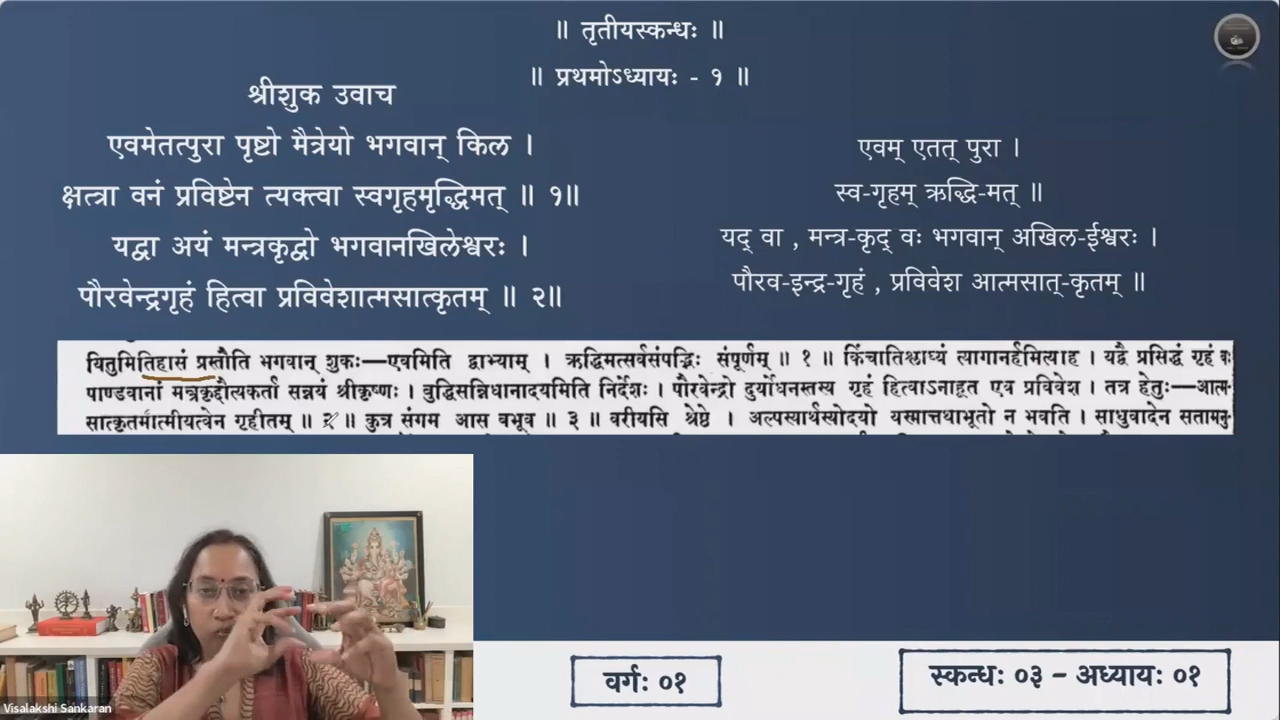 ॥ तृतीयस्कन्धः ॥
॥ प्रथमोऽध्यायः - १ ॥
श्रीशुक उवाच
एवमेतत्पुरा पृष्टो मैत्रेयो भगवान् किल ।
क्षत्त्रा वनं प्रविष्टेन त्यक्त्वा स्वगृहमृद्धिमत् ॥ १॥
यद्वा अयं मन्त्रकृद्वो भगवानखिलेश्वरः ।
पौरवेन्द्रगृहं हित्वा प्रविवेशात्मसात्कृतम् ॥ २॥
एवम् एतत् पुरा ।
स्व-गृहम् ऋद्धि-मत् ॥
यद् वा , मन्त्र-कृद् वः भगवान् अखिल-ईश्वरः ।
पौरव-इन्द्र-गृहं , प्रविवेश आत्मसात्-कृतम् ॥
यितुमितिहासं प्रस्तौति भगवान् शुकः—एवमिति द्वाभ्याम् । ऋद्धिमत्सर्वसंपद्भिः संपूर्णम् ॥ १ ॥ किंचातिश्लाघ्यं त्यागानर्हमित्याह । यद्वै प्रसिद्धं गृहं वः
पाण्डवानां मन्त्रकृद्दौत्यकर्ता सन्नयं श्रीकृष्णः । बुद्धिसन्निधानादयमिति निर्देशः । पौरवेन्द्रो दुर्योधनस्तस्य गृहं हित्वाऽनाहूत एव प्रविवेश । तत्र हेतुः—आत्म-
सात्कृतमात्मीयत्वेन गृहीतम् ॥ २ ॥ कुत्र संगम आस बभूव ॥ ३ ॥ वरीयसि श्रेष्ठे । अल्पस्यार्थस्योदयो यस्मात्तथाभूतो न भवति । साधुवादेन सतामनु-
Visalakshi Sankaran
वर्गः ०१
स्कन्धः ०३ – अध्यायः ०१